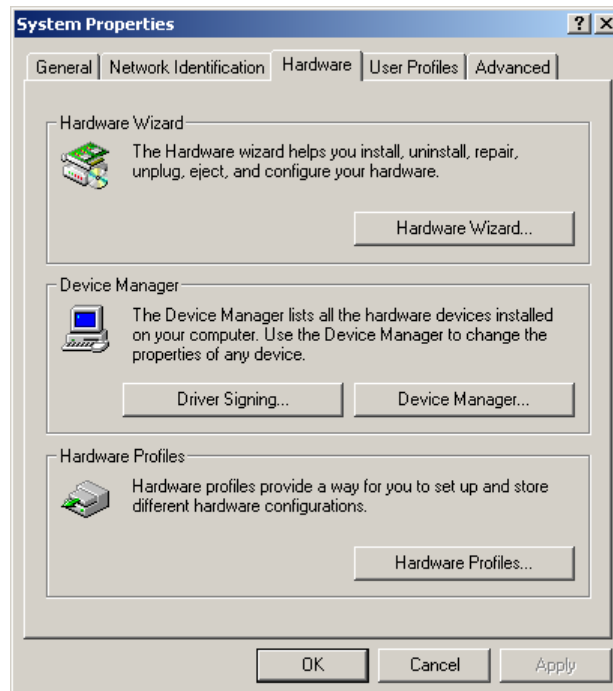 System Properties
General
Network Identification
Hardware
User Profiles
Advanced
Hardware Wizard
The Hardware wizard helps you install, uninstall, repair,
unplug, eject, and configure your hardware.
Hardware Wizard...
Device Manager
The Device Manager lists all the hardware devices installed
on your computer. Use the Device Manager to change the
properties of any device.
Driver Signing...
Device Manager...
Hardware Profiles
Hardware profiles provide a way for you to set up and store
different hardware configurations.
Hardware Profiles...
OK
Cancel
Apply